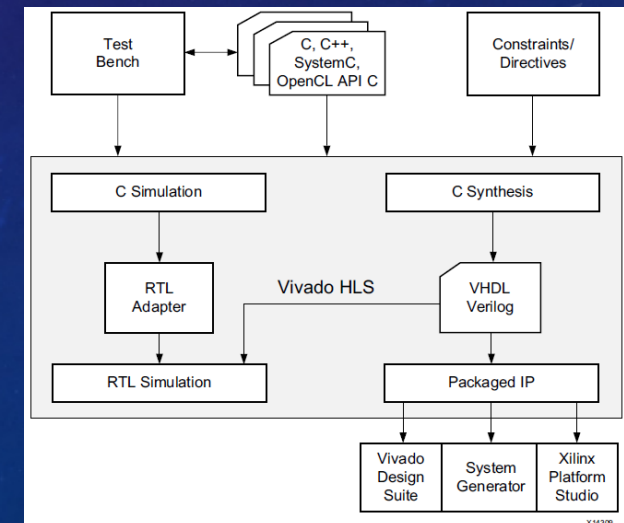 Test
Bench
C, C++,
SystemC,
OpenCL API C
Constraints/
Directives
C Simulation
C Synthesis
RTL
Adapter
Vivado HLS
VHDL
Verilog
RTL Simulation
Packaged IP
Vivado
Design
Suite
System
Generator
Xilinx
Platform
Studio